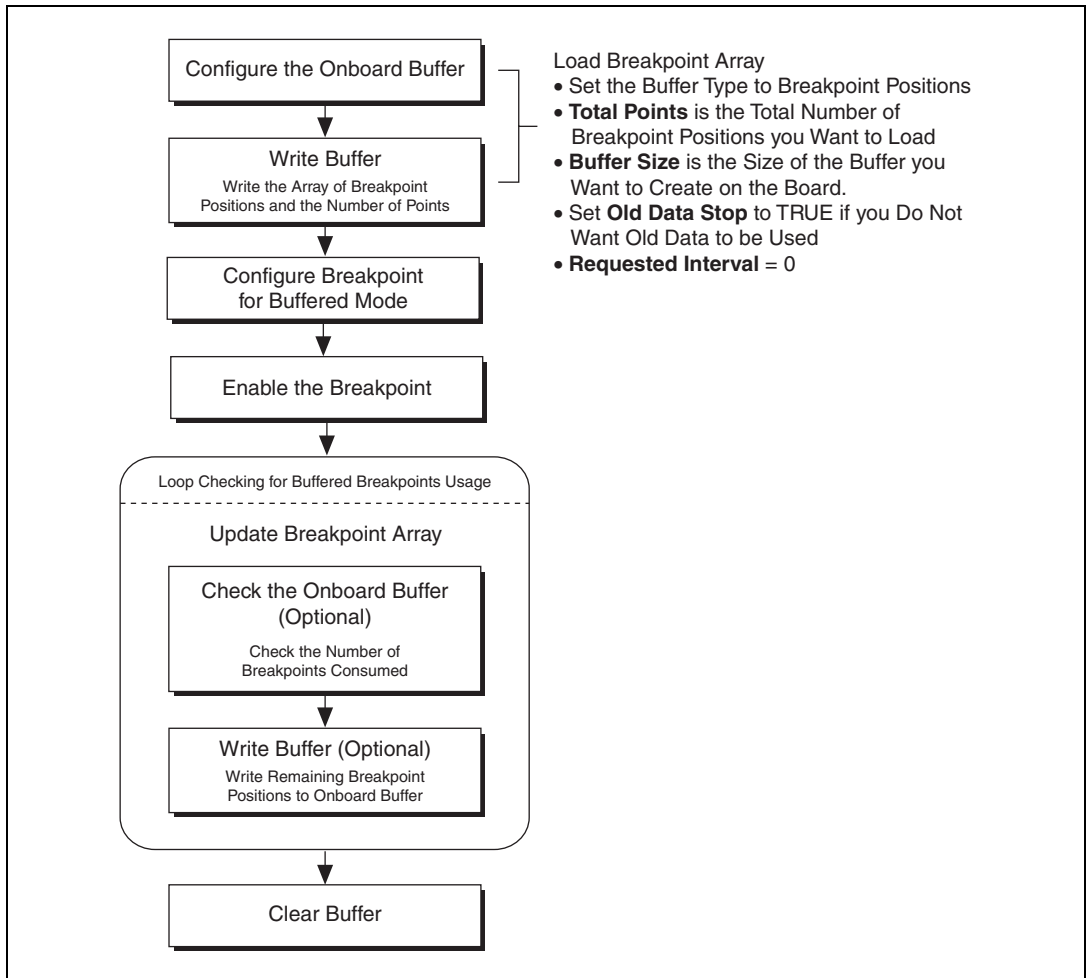 Configure the Onboard Buffer
Load Breakpoint Array
• Set the Buffer Type to Breakpoint Positions
• Total Points is the Total Number of
Breakpoint Positions you Want to Load
• Buffer Size is the Size of the Buffer you
Want to Create on the Board.
• Set Old Data Stop to TRUE if you Do Not
Want Old Data to be Used
• Requested Interval = 0
Write Buffer
Write the Array of Breakpoint
Positions and the Number of Points
Configure Breakpoint
for Buffered Mode
Enable the Breakpoint
Loop Checking for Buffered Breakpoints Usage
Update Breakpoint Array
Check the Onboard Buffer
(Optional)
Check the Number of
Breakpoints Consumed
Write Buffer (Optional)
Write Remaining Breakpoint
Positions to Onboard Buffer
Clear Buffer